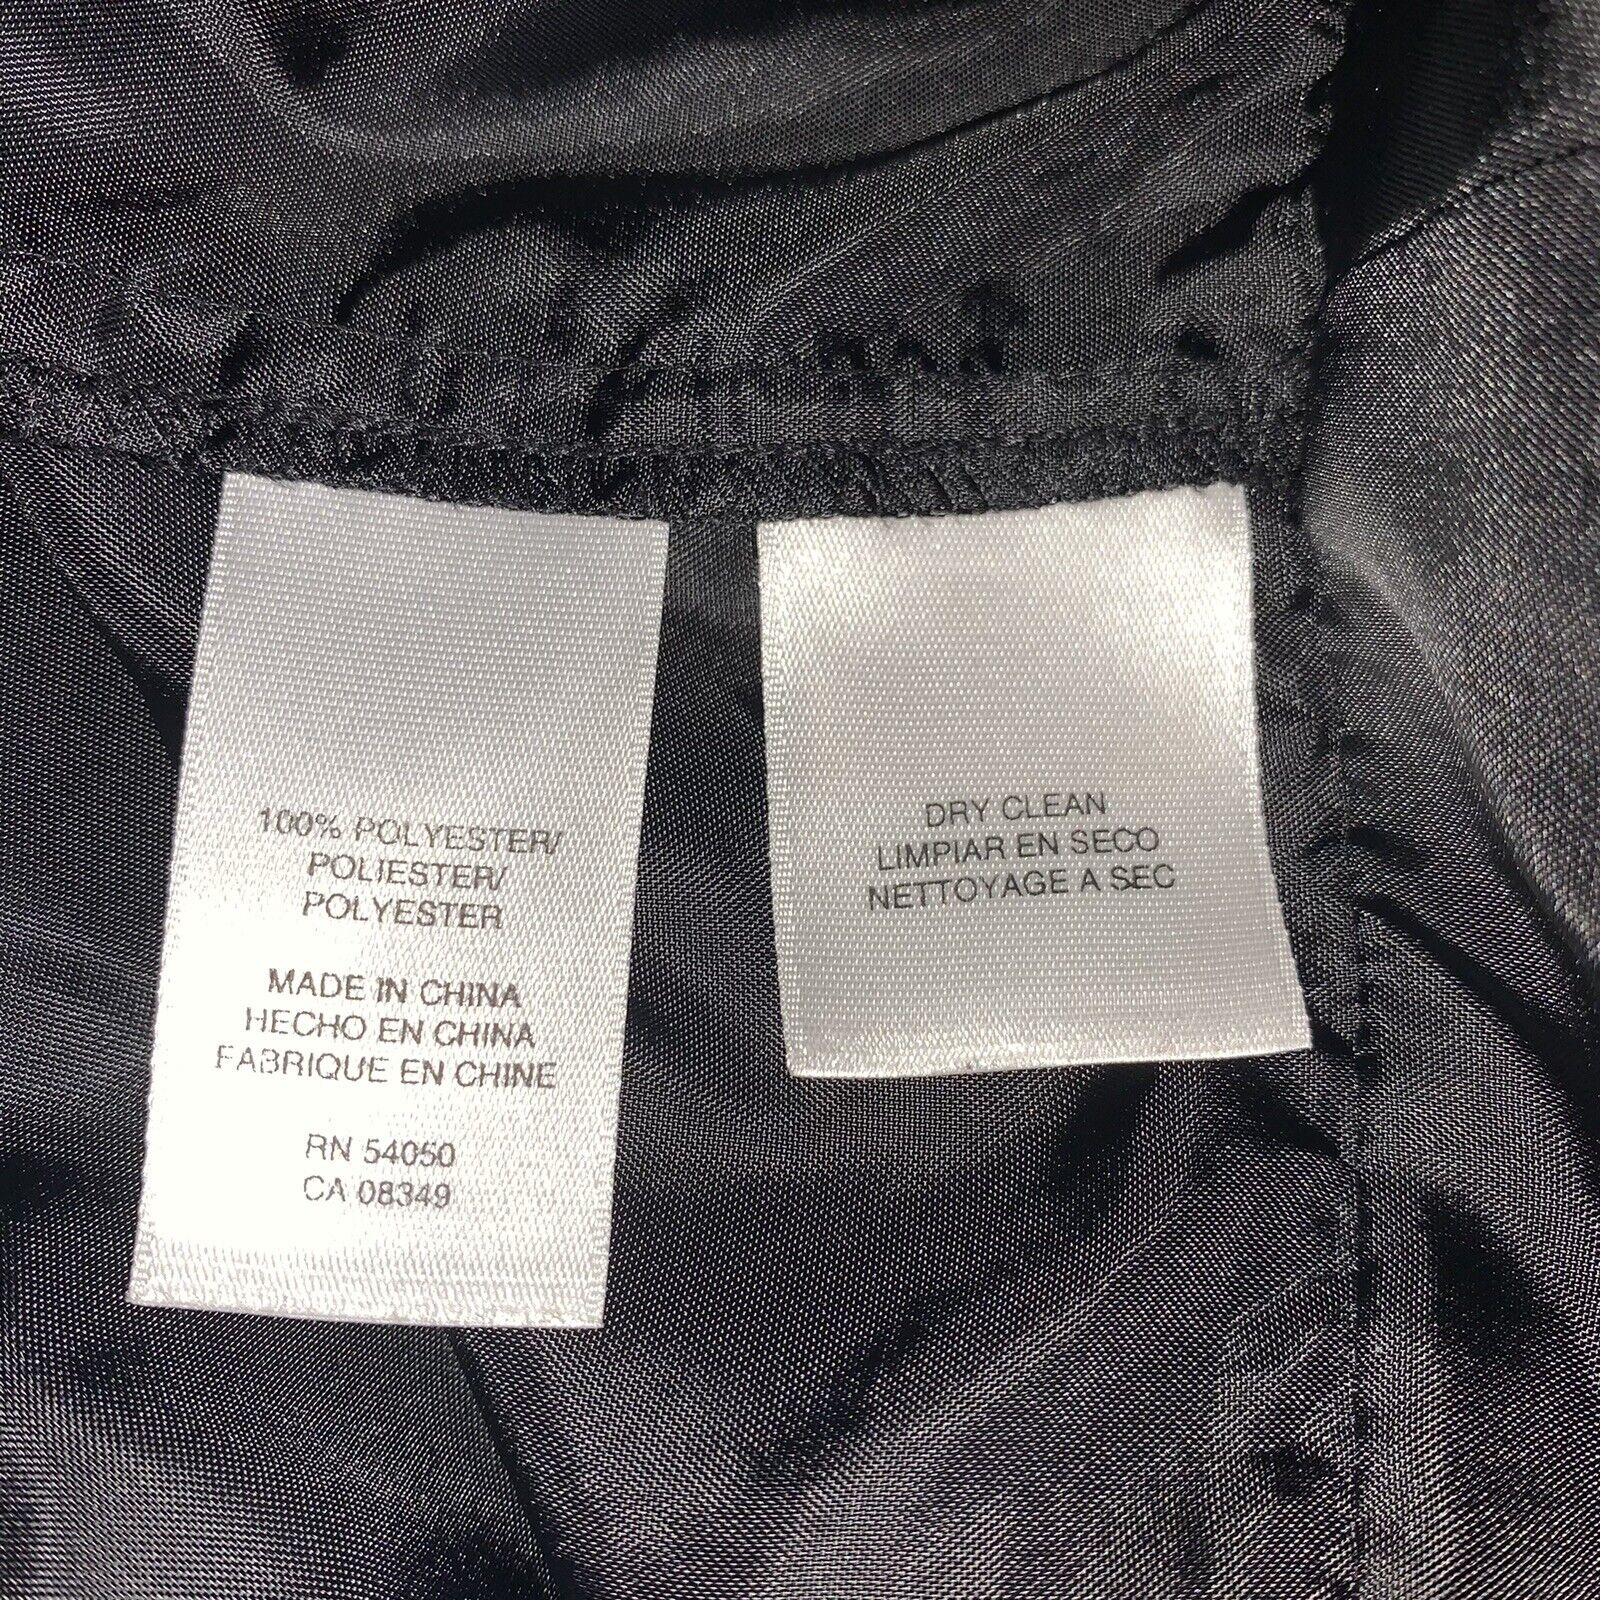 100% POLYESTER/
POLIESTER/
POLYESTER
MADE IN CHINA
HECHO EN CHINA
FABRIQUE EN CHINE
RN 54050
CA 08349
DRY CLEAN
LIMPIAR EN SECO
NETTOYAGE A SEC